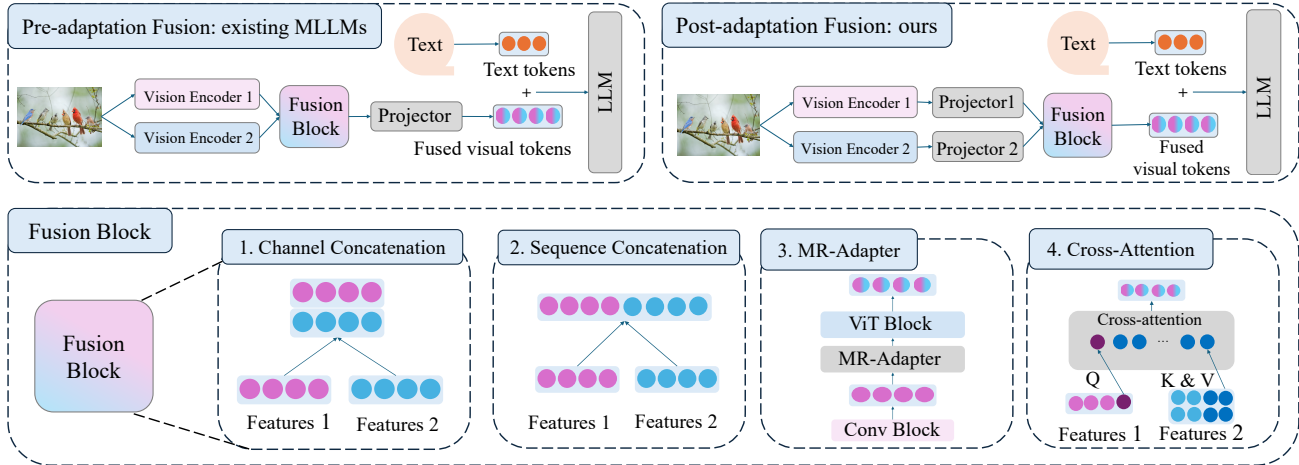 Pre-adaptation Fusion: existing MLLMs
Text
Text tokens
+
Vision Encoder 1
Vision Encoder 2
Fusion
Block
Projector
Fused visual tokens
LLM
Post-adaptation Fusion: ours
Text
Text tokens
+
Vision Encoder 1
Projector1
Vision Encoder 2
Projector 2
Fusion
Block
Fused
visual tokens
LLM
Fusion Block
Fusion
Block
1. Channel Concatenation
Features 1
Features 2
2. Sequence Concatenation
Features 1
Features 2
3. MR-Adapter
ViT Block
MR-Adapter
Conv Block
4. Cross-Attention
Cross-attention
...
Q
K & V
Features 1
Features 2